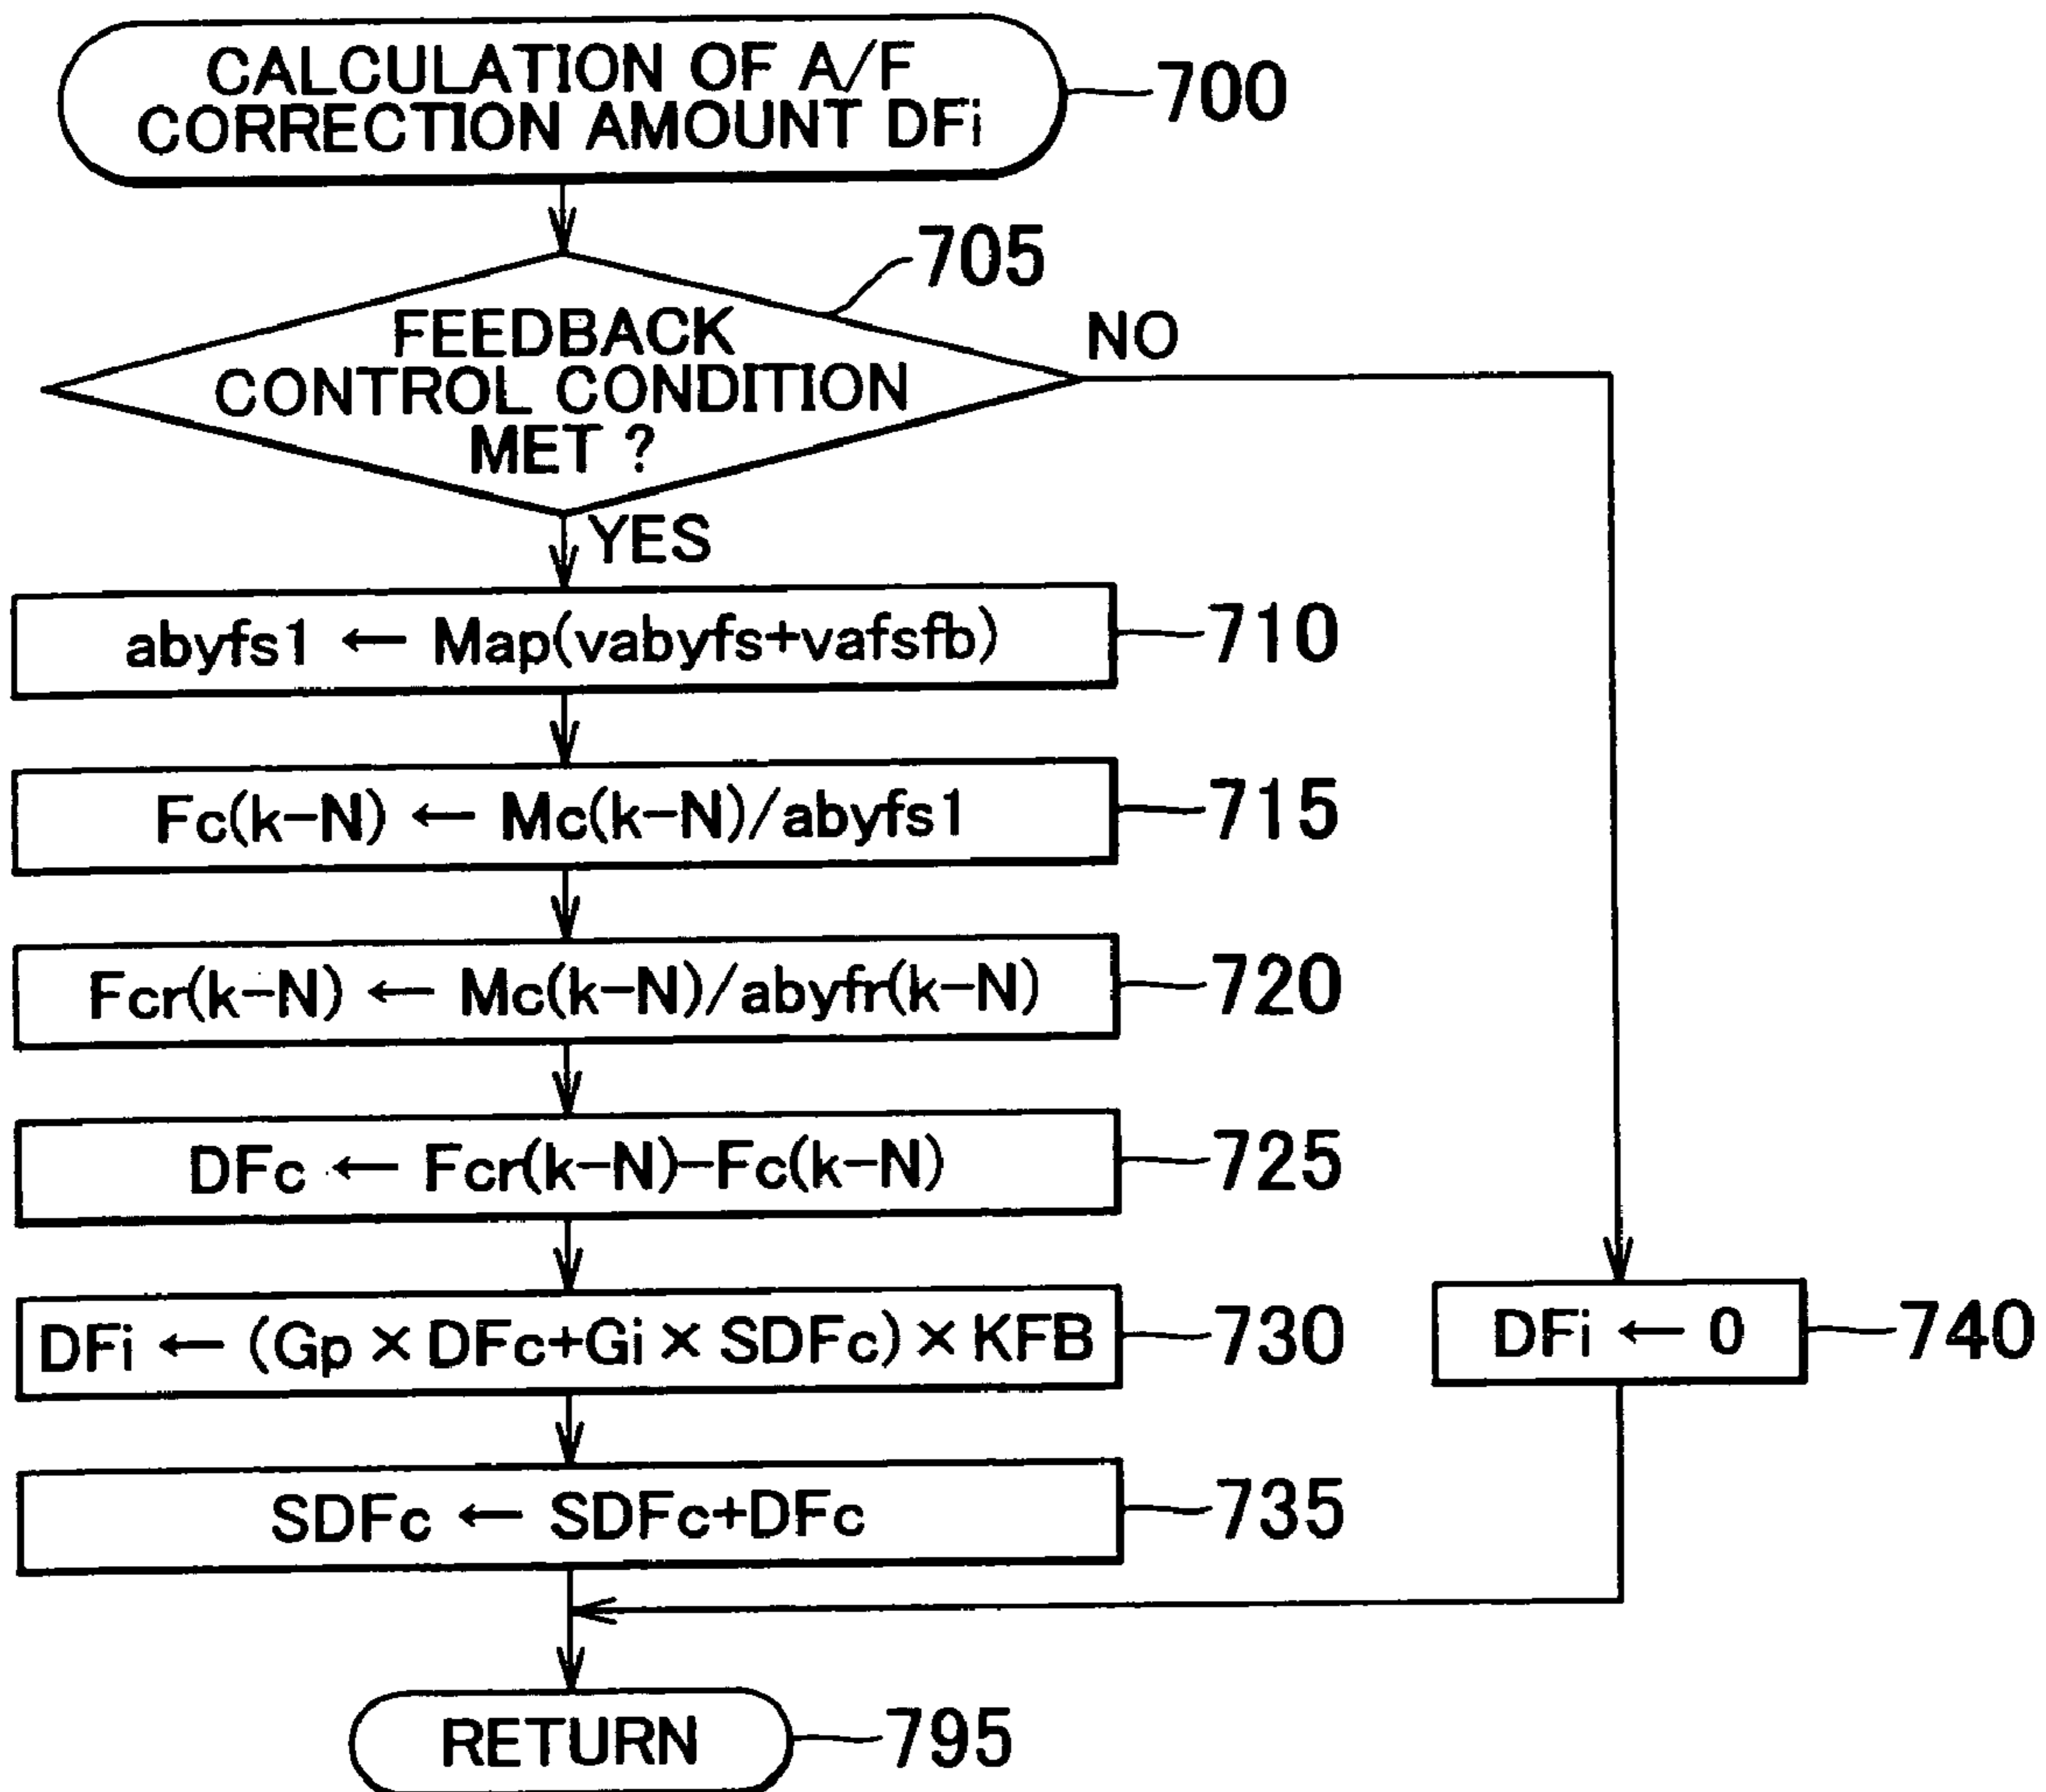 CALCULATION OF A/F
CORRECTION AMOUNT DFi
700
705
FEEDBACK
CONTROL CONDITION
MET ?
NO
YES
abyfs1 ← Map(vabyfs+vafsfb)
710
Fc(k-N) ← Mc(k-N)/abyfs1
715
Fcr(k-N) ← Mc(k-N)/abyfr(k-N)
720
DFc ← Fcr(k-N)-Fc(k-N)
725
DFi ← (Gp × DFc+Gi × SDFc) × KFB
730
DFi ← 0
740
SDFc ← SDFc+DFc
735
RETURN
795